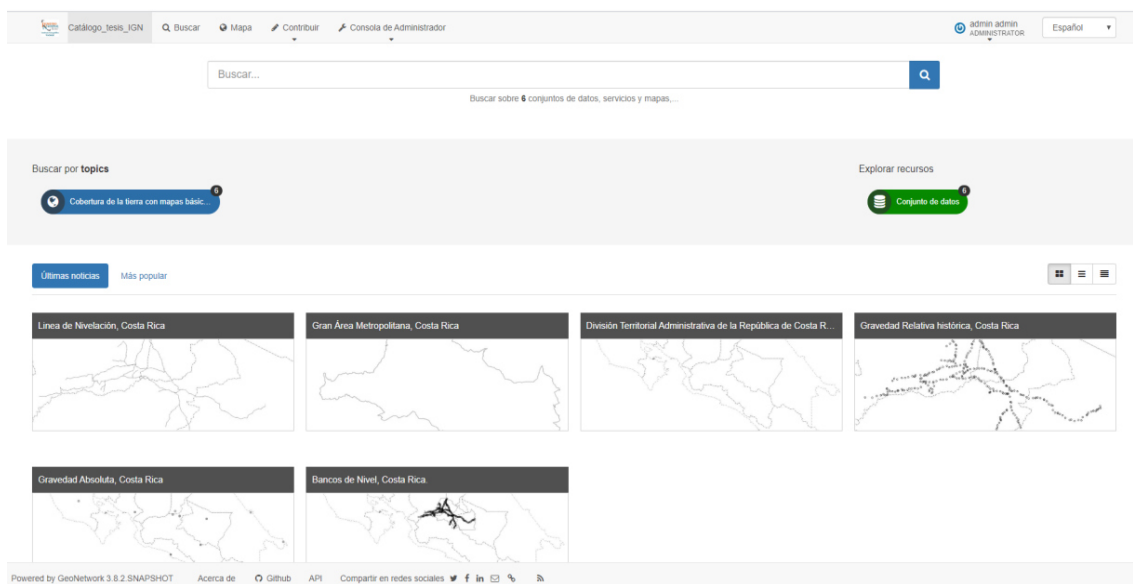 Catálogo_tesis_IGN Buscar Mapa Contribuir Consola de Administrador admin admin Español
ADMINISTRATOR
Buscar...
Buscar sobre 6 conjuntos de datos, servicios y mapas,...
Buscar por topics Explorar recursos
6 6
Cobertura de la tierra con mapas básic... Conjunto de datos
Últimas noticias Más popular
Linea de Nivelación, Costa Rica Gran Área Metropolitana, Costa Rica División Territorial Administrativa de la República de Costa R... Gravedad Relativa histórica, Costa Rica
Gravedad Absoluta, Costa Rica Bancos de Nivel, Costa Rica.
Powered by GeoNetwork 3.8.2.SNAPSHOT Acerca de Github API Compartir en redes sociales